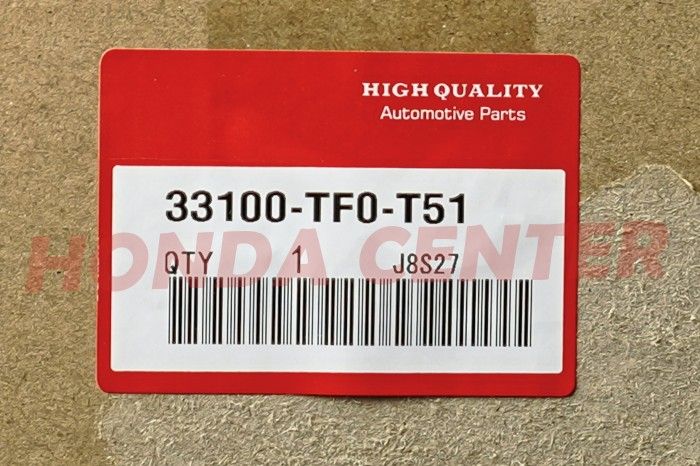 HIGH QUALITY
Automotive Parts
33100-TF0-T51
HONDA CENTER
QTY 1 J8S27